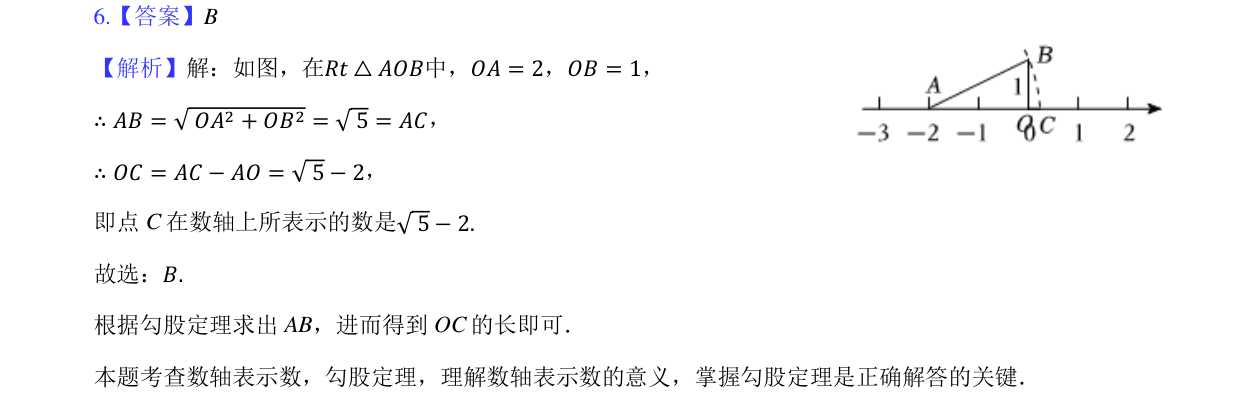 6.【答案】B
【解析】解：如图，在Rt △ AOB中，OA = 2，OB = 1，
∴ AB = √(OA² + OB²) = √5 = AC，
∴ OC = AC − AO = √5 − 2，
即点 C 在数轴上所表示的数是√5 − 2.
故选：B.
根据勾股定理求出 AB，进而得到 OC 的长即可.
本题考查数轴表示数，勾股定理，理解数轴表示数的意义，掌握勾股定理是正确解答的关键.
B
A 1
−3 −2 −1 O 0 C 1 2